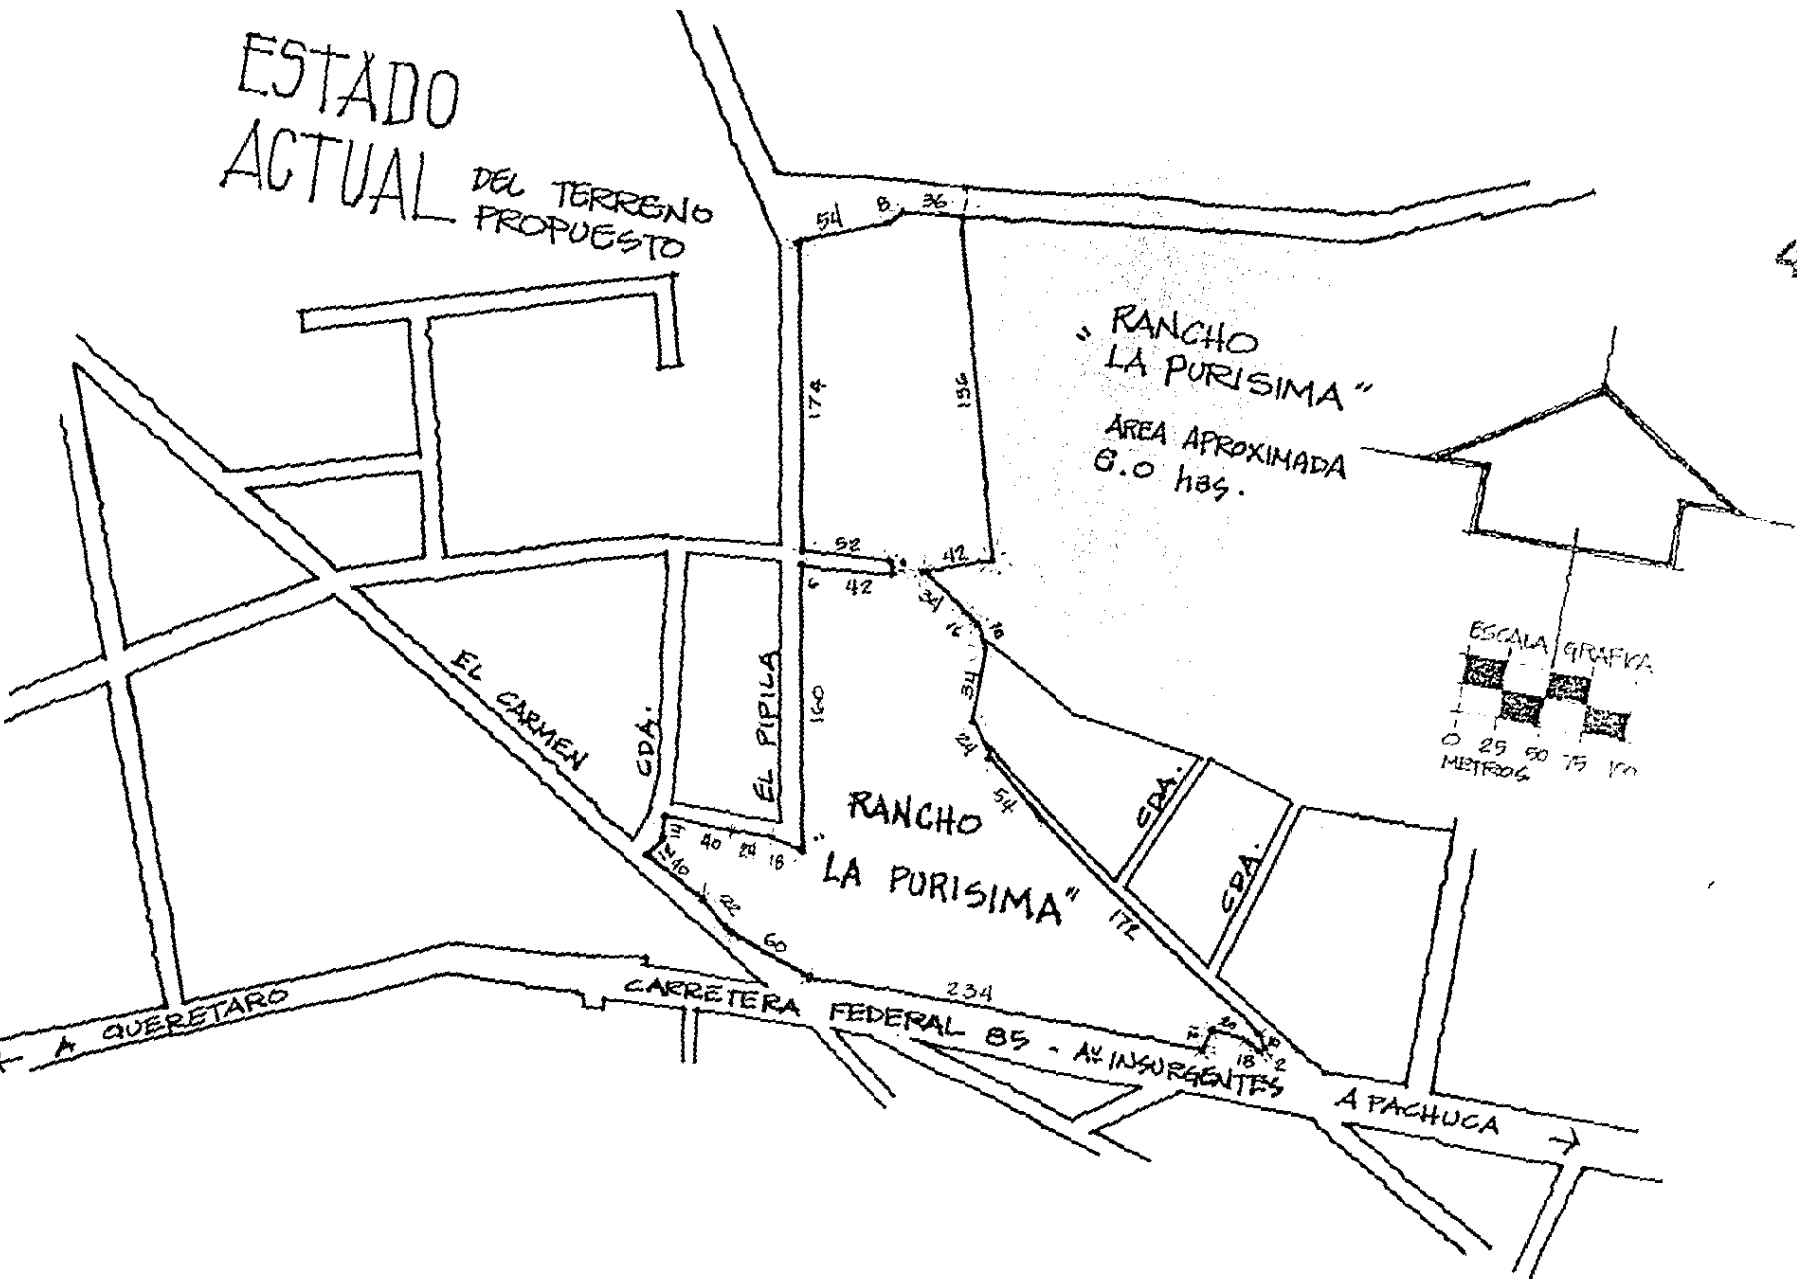 ESTADO
ACTUAL DEL TERRENO
PROPUESTO
54
8
36
174
" RANCHO
LA PURISIMA "
AREA APROXIMADA
6.0 has.
52
42
6
42
34
16
10
34
24
54
160
EL CARMEN
CDA.
EL PIPILA
ESCALA GRAFICA
0 25 50 75 100
METROS
CDA.
CDA.
172
" RANCHO
LA PURISIMA "
14
40
24
18
40
22
60
234
20
18
2
A QUERETARO
CARRETERA FEDERAL 85 - AV. INSURGENTES
A PACHUCA